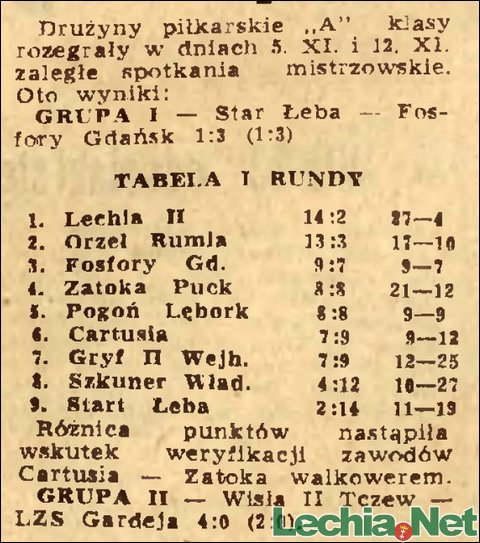 Drużyny piłkarskie „A” klasy
rozegrały w dniach 5. XI. i 12. XI.
zaległe spotkania mistrzowskie.
Oto wyniki:
GRUPA I — Star Łeba — Fos-
fory Gdańsk 1:3 (1:3)
TABELA I RUNDY
1. Lechia II 14:2 27—4
2. Orzeł Rumia 13:3 17—10
3. Fosfory Gd. 9:7 9—7
4. Zatoka Puck 8:8 21—12
5. Pogoń Lębork 8:8 9—9
6. Cartusia 7:9 9—12
7. Gryf II Wejh. 7:9 12—25
8. Szkuner Wład. 4:12 10—27
9. Start Łeba 2:14 11—19
Różnica punktów nastąpiła
wskutek weryfikacji zawodów
Cartusia — Zatoka walkowerem.
GRUPA II — Wisła II Tczew —
LZS Gardeja 4:0 (2:0).
Lechia.Net